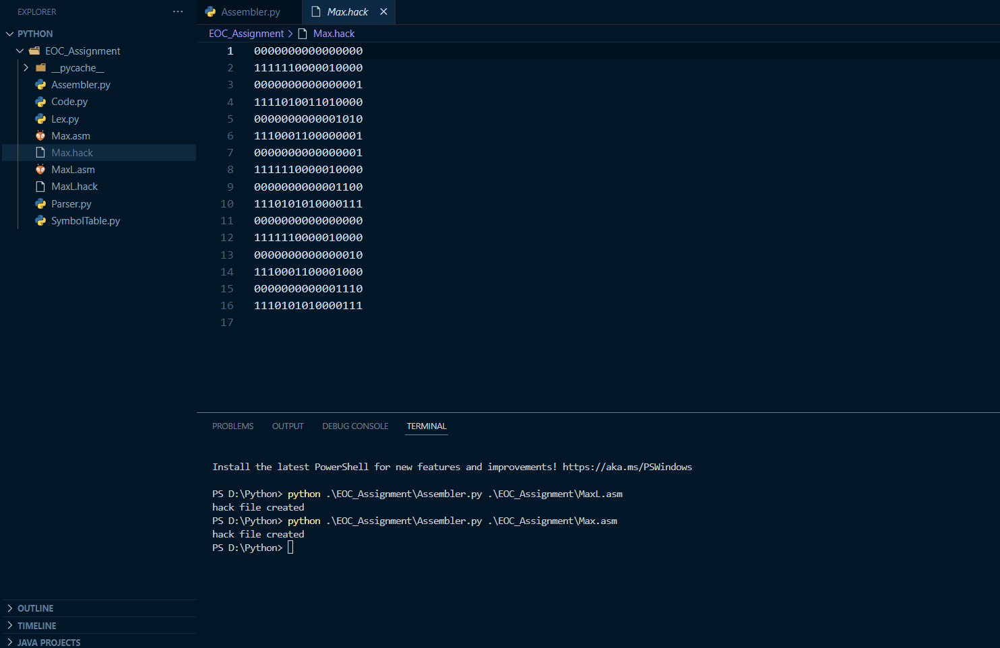 EXPLORER
PYTHON
EOC_Assignment
__pycache__
Assembler.py
Code.py
Lex.py
Max.asm
Max.hack
MaxL.asm
MaxL.hack
Parser.py
SymbolTable.py
OUTLINE
TIMELINE
JAVA PROJECTS
Assembler.py
Max.hack
EOC_Assignment > Max.hack
1 0000000000000000
2 1111110000010000
3 0000000000000001
4 1111010011010000
5 0000000000001010
6 1110001100000001
7 0000000000000001
8 1111110000010000
9 0000000000001100
10 1110101010000111
11 0000000000000000
12 1111110000010000
13 0000000000000010
14 1110001100001000
15 0000000000001110
16 1110101010000111
17
PROBLEMS OUTPUT DEBUG CONSOLE TERMINAL
Install the latest PowerShell for new features and improvements! https://aka.ms/PSWindows
PS D:\Python> python .\EOC_Assignment\Assembler.py .\EOC_Assignment\MaxL.asm
hack file created
PS D:\Python> python .\EOC_Assignment\Assembler.py .\EOC_Assignment\Max.asm
hack file created
PS D:\Python>